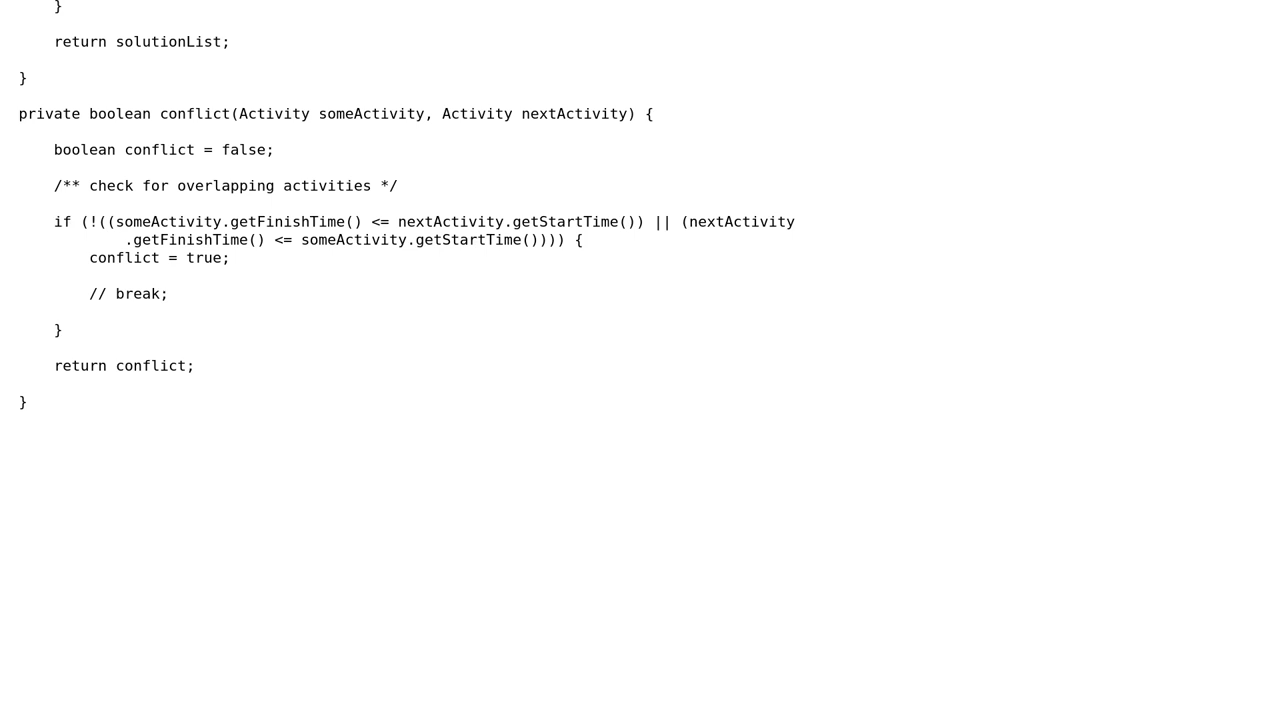 }
    return solutionList;
}
private boolean conflict(Activity someActivity, Activity nextActivity) {
    boolean conflict = false;
    /** check for overlapping activities */
    if (!((someActivity.getFinishTime() <= nextActivity.getStartTime()) || (nextActivity
            .getFinishTime() <= someActivity.getStartTime()))) {
        conflict = true;
        // break;
    }
    return conflict;
}